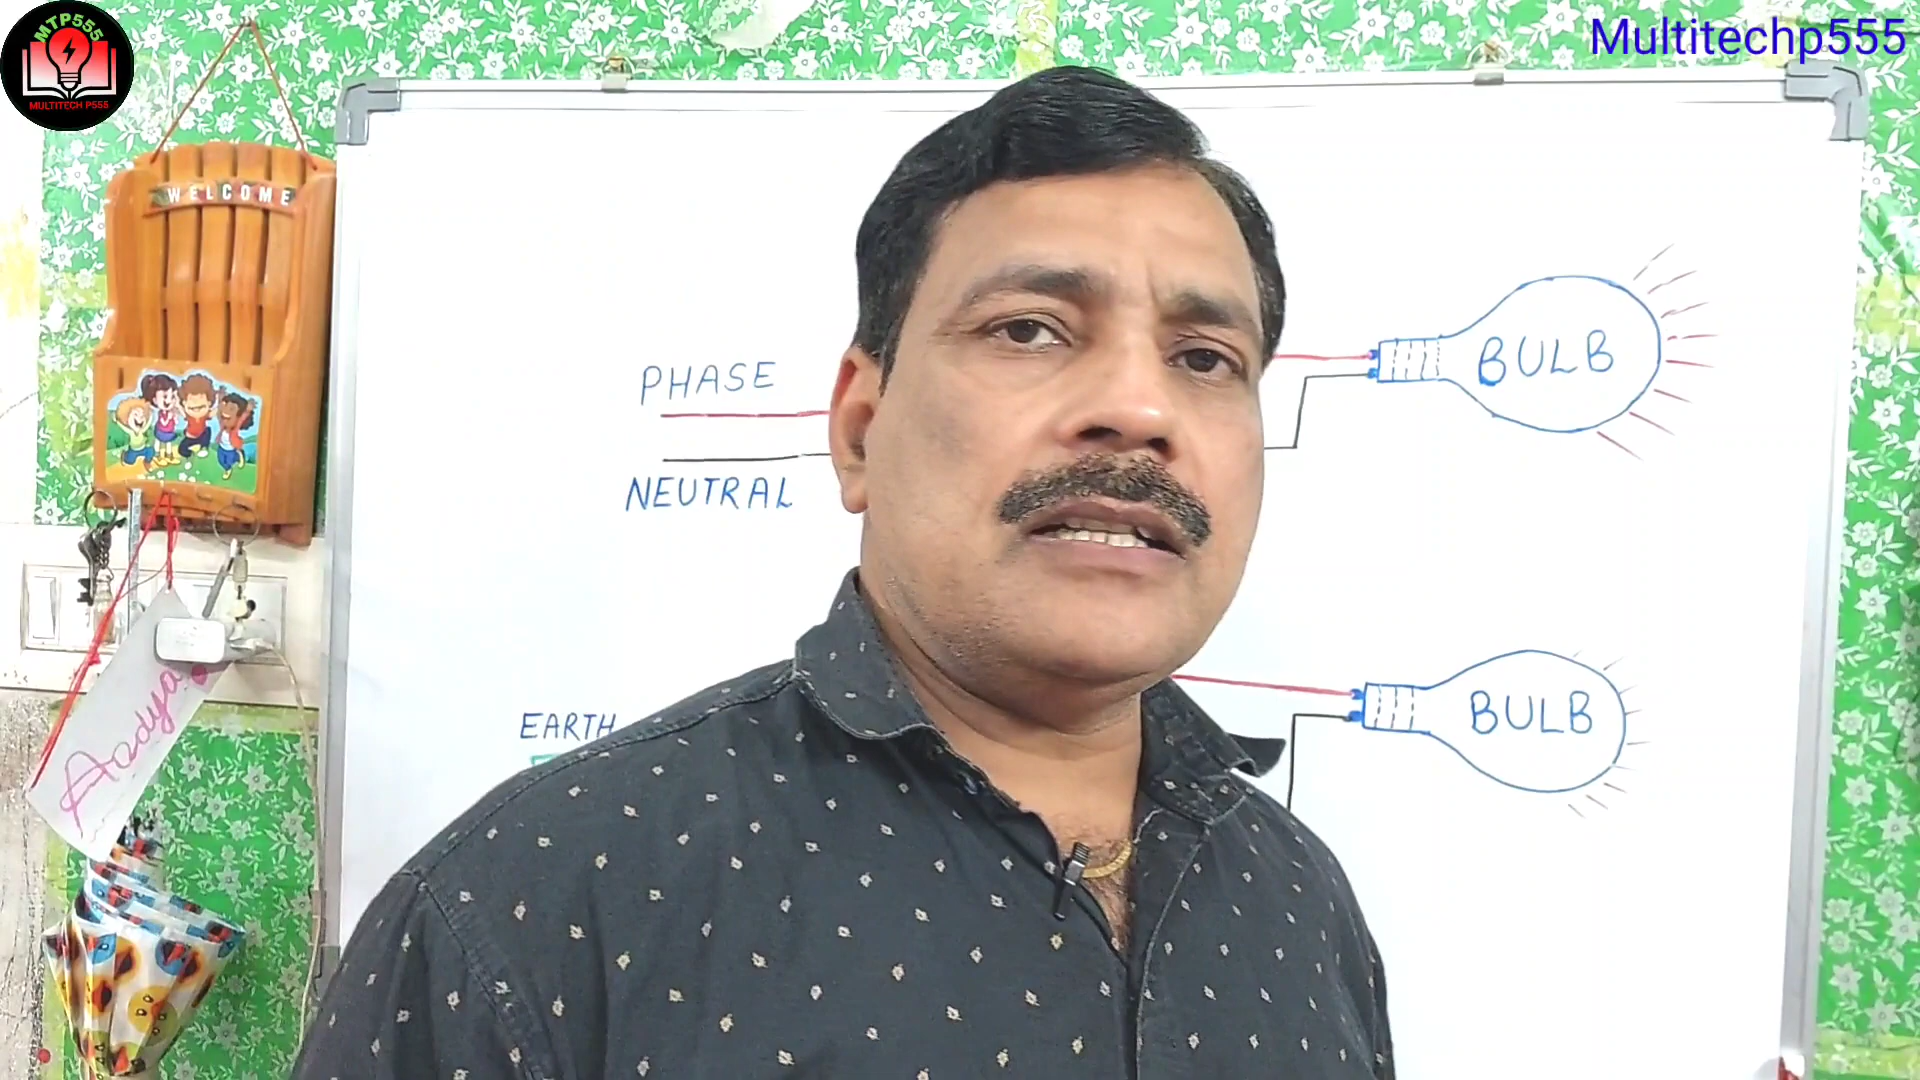 MTP555
MULTITECH P555
Multitechp555
WELCOME
PHASE
NEUTRAL
BULB
EARTH
BULB
Aadya